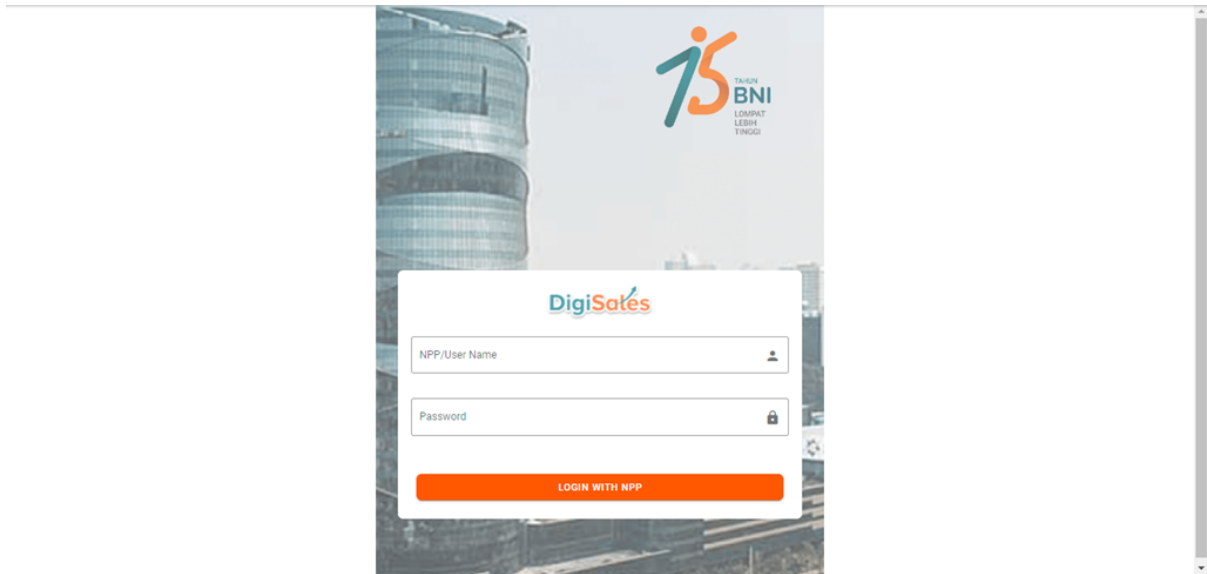 75
TAHUN
BNI
LOMPAT
LEBIH
TINGGI
DigiSales
NPP/User Name
Password
LOGIN WITH NPP